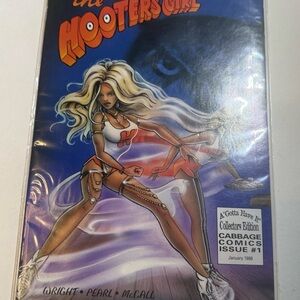 the
HOOTERS GIRL
A 'Gotta Have It'
Collectors Edition
CABBAGE
COMICS
ISSUE #1
January 1998
WRIGHT • PEARL • McCALL